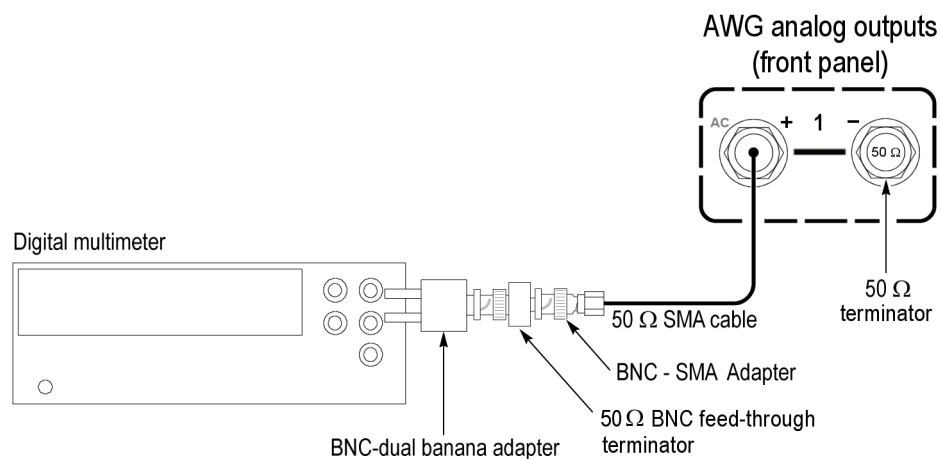 AWG analog outputs
(front panel)
AC + 1 −
50 Ω
Digital multimeter
50 Ω
terminator
50 Ω SMA cable
BNC - SMA Adapter
50 Ω BNC feed-through
terminator
BNC-dual banana adapter